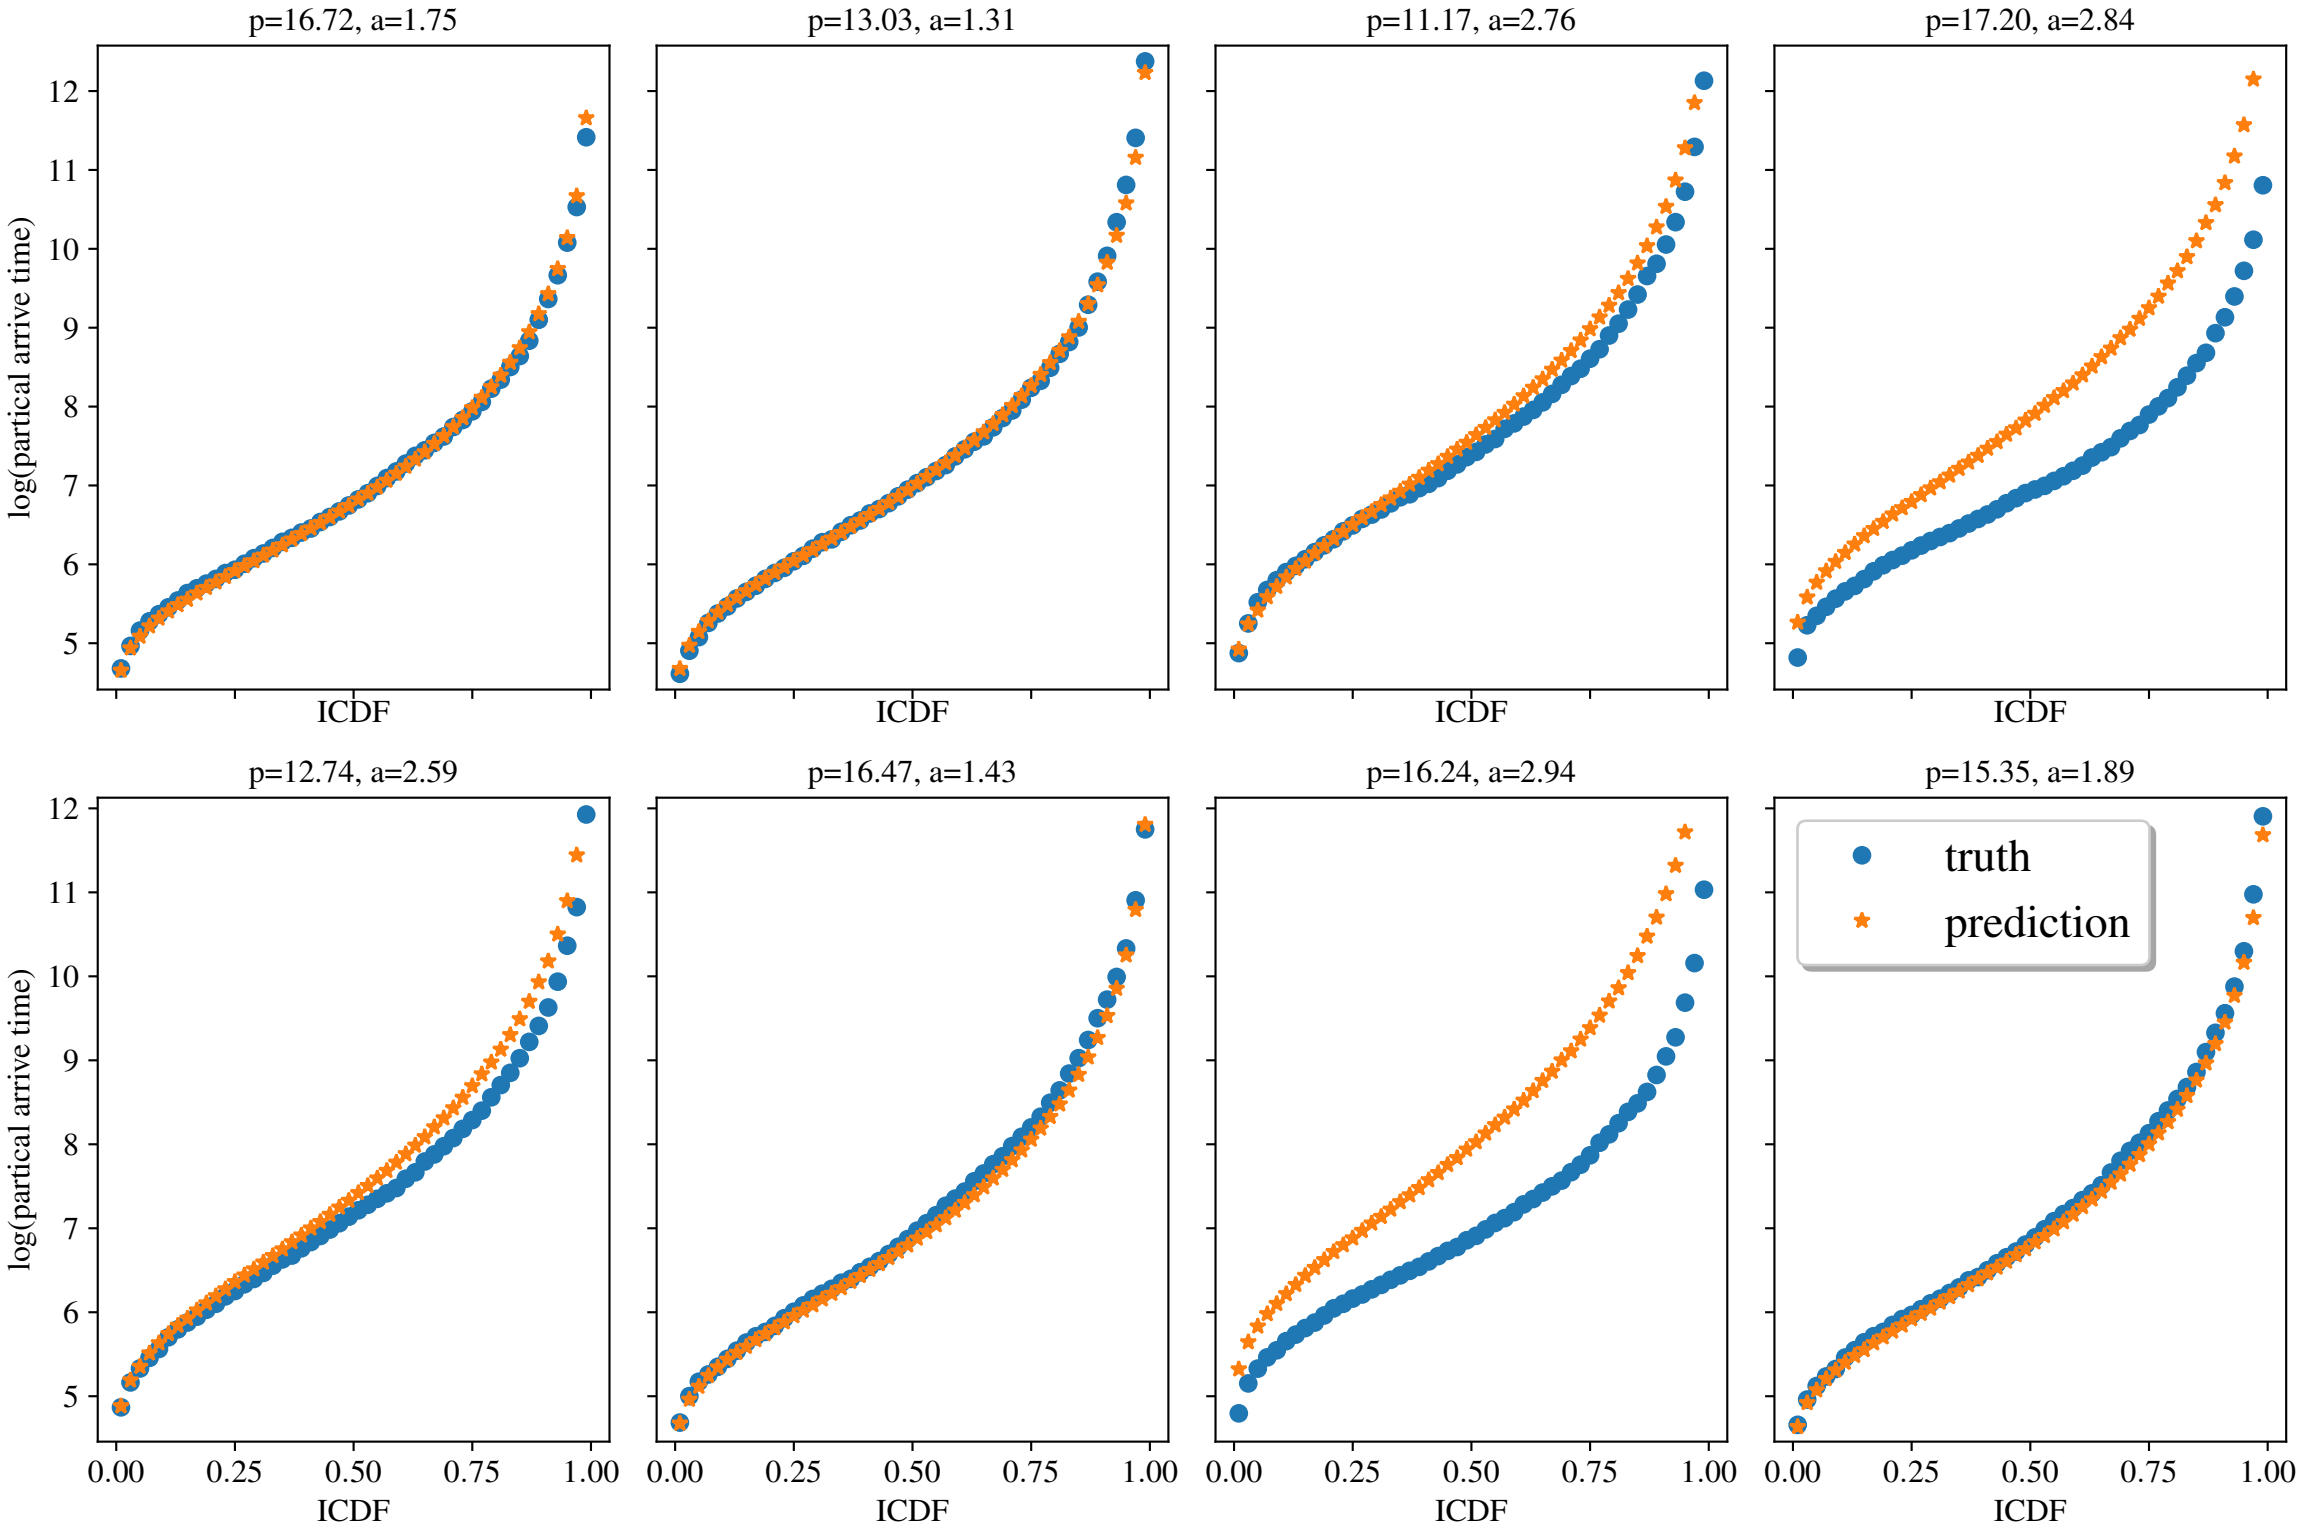 p=16.72, a=1.75
p=13.03, a=1.31
p=11.17, a=2.76
p=17.20, a=2.84
log(partical arrive time)
12
11
10
9
8
7
6
5
ICDF
ICDF
ICDF
ICDF
p=12.74, a=2.59
p=16.47, a=1.43
p=16.24, a=2.94
p=15.35, a=1.89
log(partical arrive time)
12
11
10
9
8
7
6
5
truth
prediction
0.00 0.25 0.50 0.75 1.00
0.00 0.25 0.50 0.75 1.00
0.00 0.25 0.50 0.75 1.00
0.00 0.25 0.50 0.75 1.00
ICDF
ICDF
ICDF
ICDF